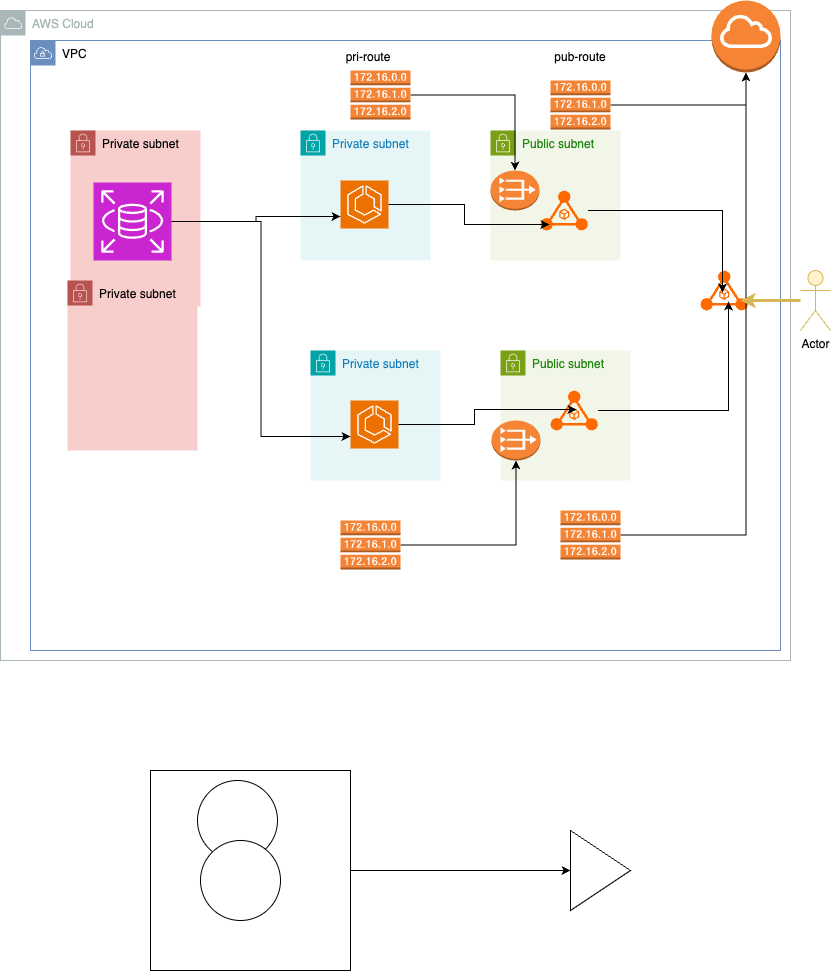 AWS Cloud
VPC
pri-route
pub-route
172.16.0.0
172.16.1.0
172.16.2.0
172.16.0.0
172.16.1.0
172.16.2.0
Private subnet
Private subnet
Public subnet
Private subnet
Actor
Private subnet
Public subnet
172.16.0.0
172.16.1.0
172.16.2.0
172.16.0.0
172.16.1.0
172.16.2.0